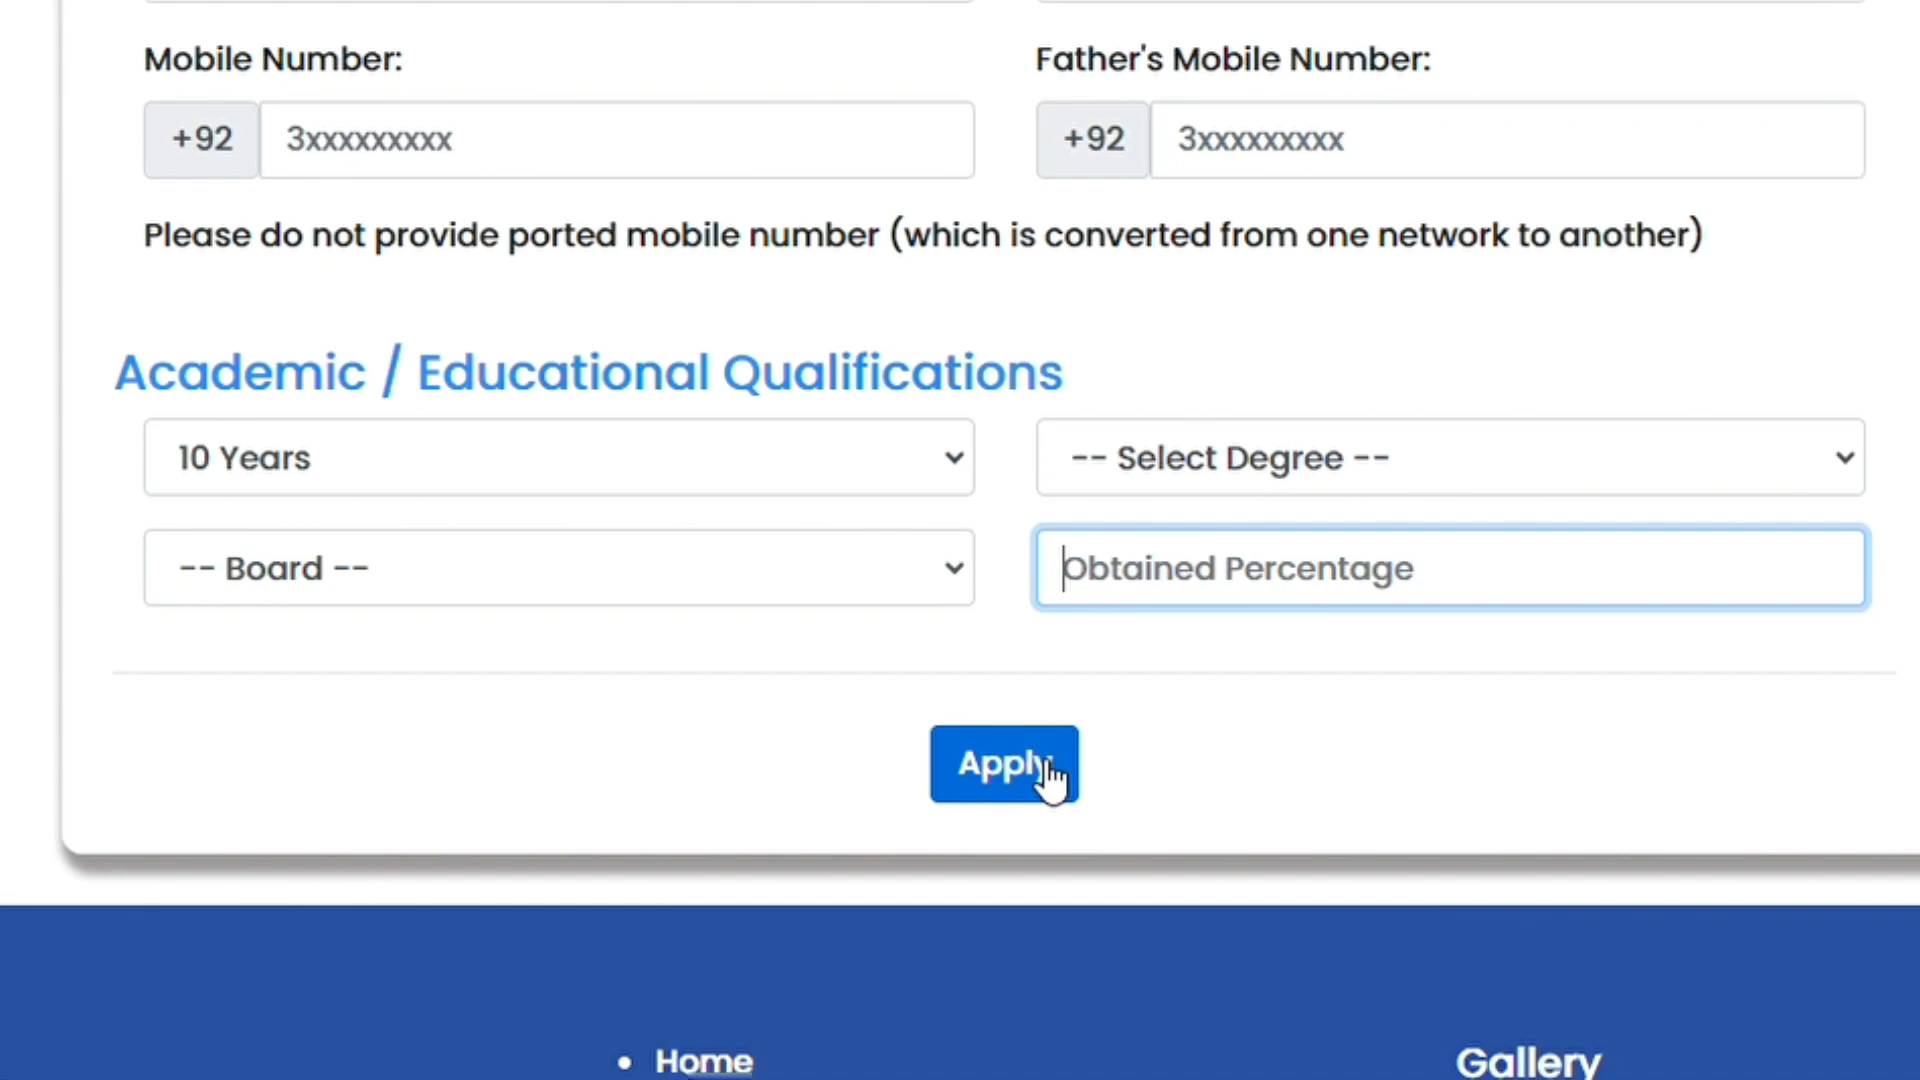 Mobile Number:
Father's Mobile Number:
+92 3xxxxxxxxx
+92 3xxxxxxxxx
Please do not provide ported mobile number (which is converted from one network to another)
Academic / Educational Qualifications
10 Years
-- Select Degree --
-- Board --
Obtained Percentage
Apply
• Home
Gallery